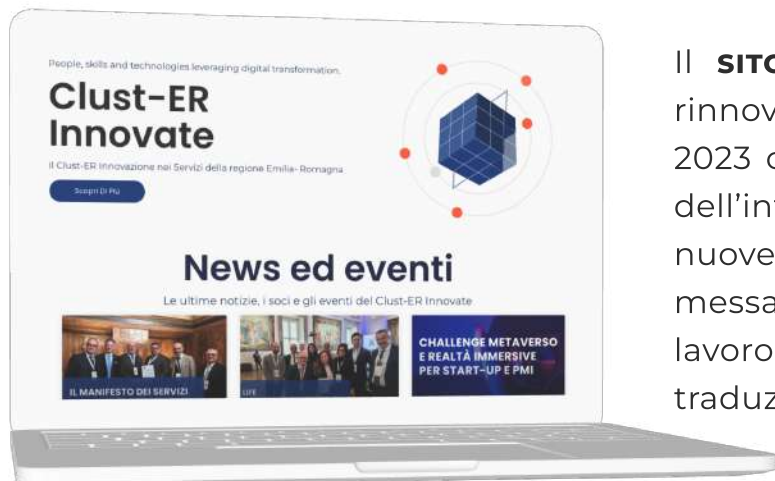 People, skills and technologies leveraging digital transformation.
Clust-ER
Innovate
Il Clust-ER Innovazione nei Servizi della regione Emilia- Romagna
Scopri Di Più
News ed eventi
Le ultime notizie, i soci e gli eventi del Clust-ER Innovate
IL MANIFESTO DEI SERVIZI
LIFE
CHALLENGE METAVERSO
E REALTÀ IMMERSIVE
PER START-UP E PMI
Il SITO
rinnov
2023
dell'in
nuove
messa
lavoro
traduz